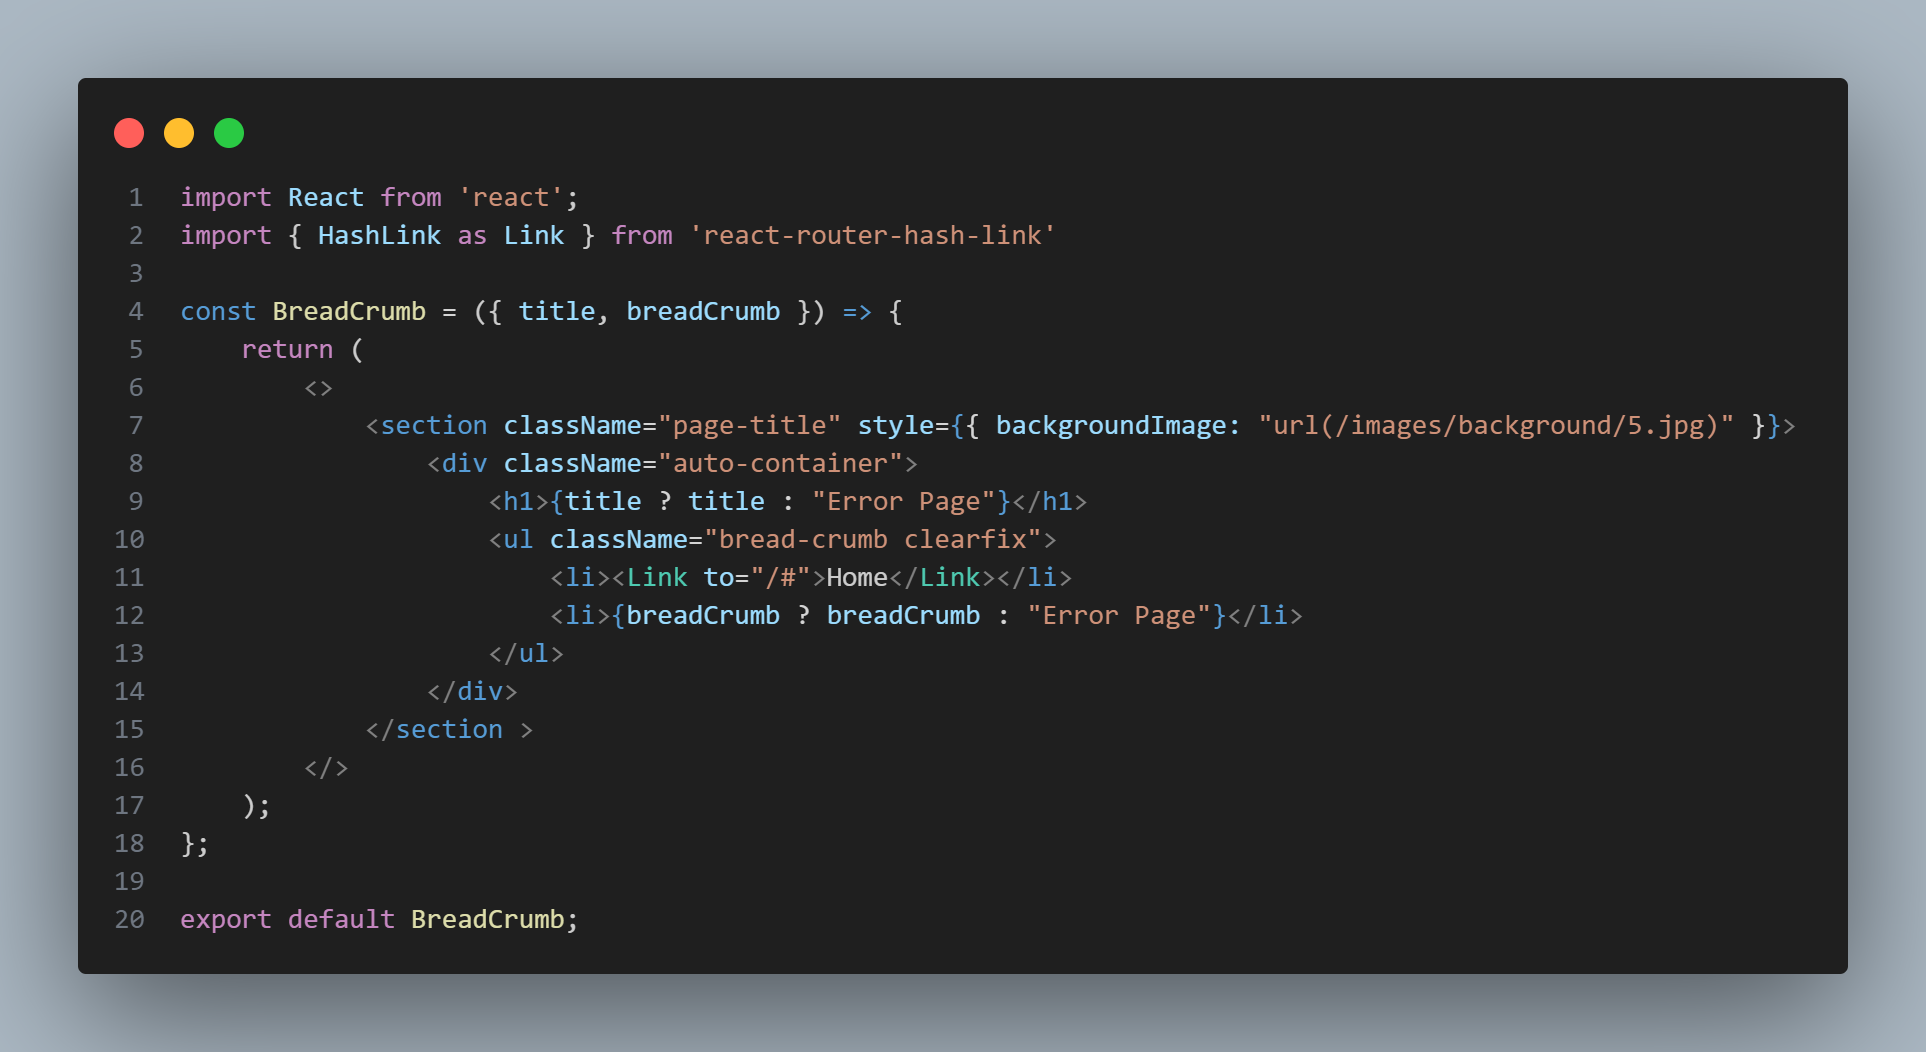 1 import React from 'react';
2 import { HashLink as Link } from 'react-router-hash-link'
3
4 const BreadCrumb = ({ title, breadCrumb }) => {
5     return (
6         <>
7             <section className="page-title" style={{ backgroundImage: "url(/images/background/5.jpg)" }}>
8                 <div className="auto-container">
9                     <h1>{title ? title : "Error Page"}</h1>
10                     <ul className="bread-crumb clearfix">
11                         <li><Link to="/#">Home</Link></li>
12                         <li>{breadCrumb ? breadCrumb : "Error Page"}</li>
13                     </ul>
14                 </div>
15             </section >
16         </>
17     );
18 };
19
20 export default BreadCrumb;